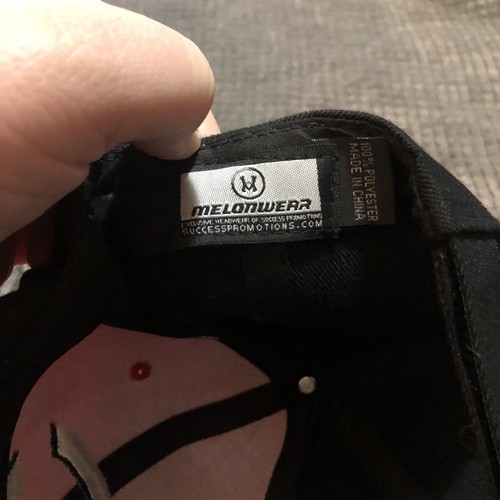 M
MELONWEAR
EXCLUSIVE HEADWEAR OF SUCCESS PROMOTIONS
SUCCESSPROMOTIONS.COM
100% POLYESTER
MADE IN CHINA